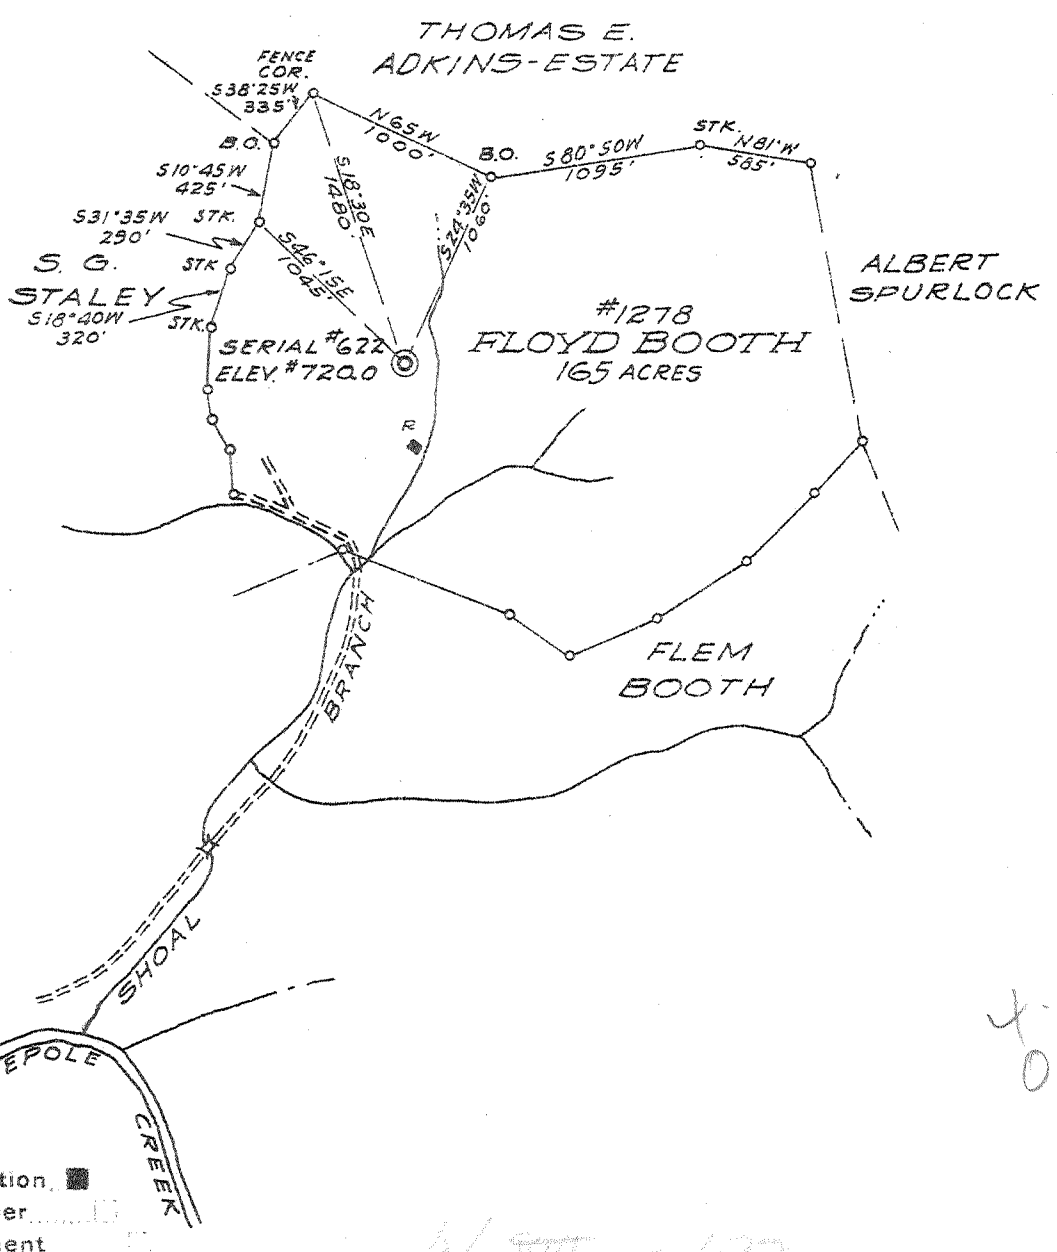 THOMAS E.
ADKINS-ESTATE
FENCE
COR.
S38°25W
335'
N65W
1000'
B.O.
B.O.
S80°50W
1095'
STK.
N81°W
585'
S10°45W
425'
S18°30E
1480'
S24°35W
1060'
S31°35W
290'
STK.
S46°15E
1045'
S. G.
STALEY
STK
S18°40W
320'
STK.
ALBERT
SPURLOCK
#1278
FLOYD BOOTH
165 ACRES
SERIAL #622
ELEV. #720.0
R
BRANCH
FLEM
BOOTH
SHOAL
EPOLE
CREEK
tion
er
ent